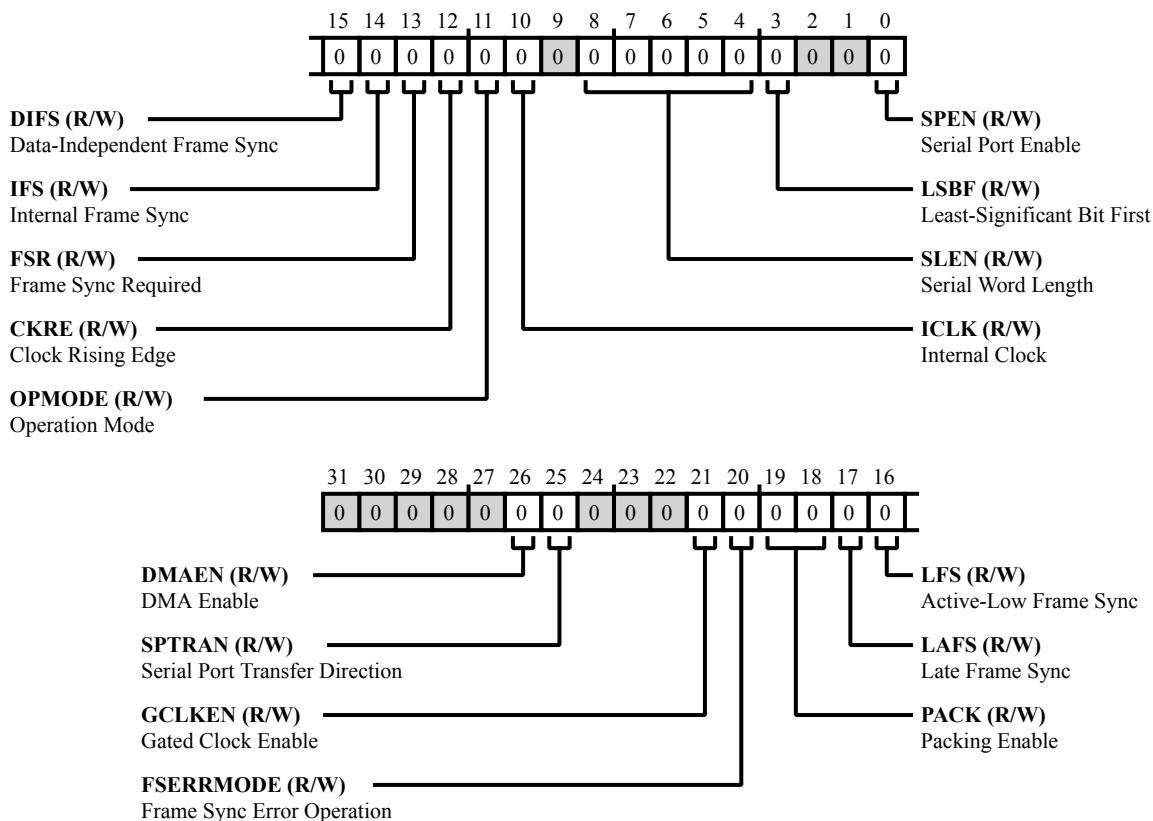 15 14 13 12 11 10 9 8 7 6 5 4 3 2 1 0
0 0 0 0 0 0 0 0 0 0 0 0 0 0 0 0
DIFS (R/W)
Data-Independent Frame Sync
IFS (R/W)
Internal Frame Sync
FSR (R/W)
Frame Sync Required
CKRE (R/W)
Clock Rising Edge
OPMODE (R/W)
Operation Mode
SPEN (R/W)
Serial Port Enable
LSBF (R/W)
Least-Significant Bit First
SLEN (R/W)
Serial Word Length
ICLK (R/W)
Internal Clock
31 30 29 28 27 26 25 24 23 22 21 20 19 18 17 16
0 0 0 0 0 0 0 0 0 0 0 0 0 0 0 0
DMAEN (R/W)
DMA Enable
SPTRAN (R/W)
Serial Port Transfer Direction
GCLKEN (R/W)
Gated Clock Enable
FSERRMODE (R/W)
Frame Sync Error Operation
LFS (R/W)
Active-Low Frame Sync
LAFS (R/W)
Late Frame Sync
PACK (R/W)
Packing Enable